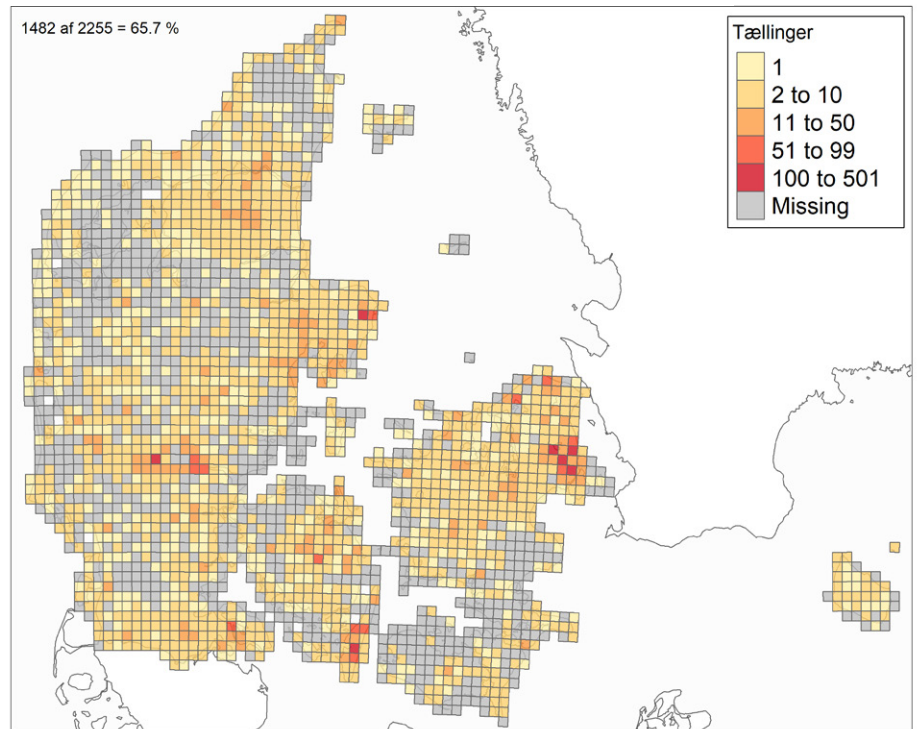 1482 af 2255 = 65.7 %
Tællinger
1
2 to 10
11 to 50
51 to 99
100 to 501
Missing